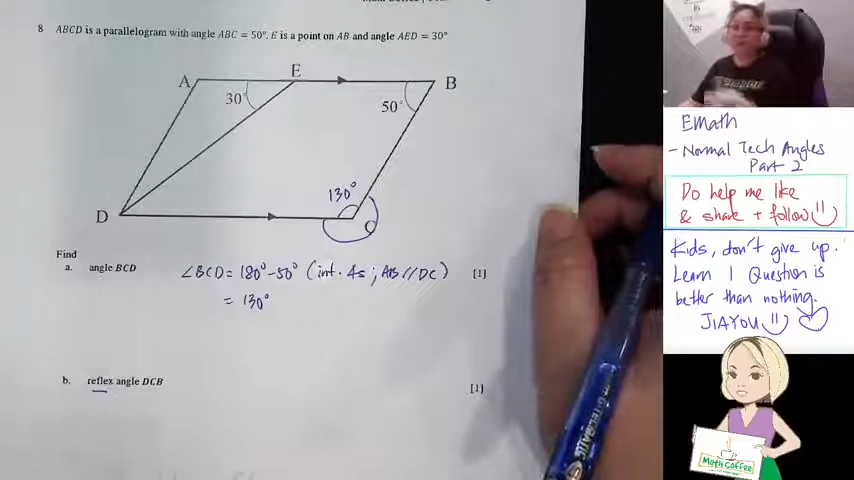 8 ABCD is a parallelogram with angle ABC = 50°. E is a point on AB and angle AED = 30°
A
E
B
30°
50°
130°
D
C
Find
a. angle BCD
∠BCD = 180° - 50° (int. ∠s ; AB // DC)
[1]
= 130°
b. reflex angle DCB
[1]
EMath
- Normal Tech Angles
Part 2
Do help me like
& share + follow
Kids, don't give up.
Learn 1 Question is
better than nothing.
JIAYOU
Math Coffee